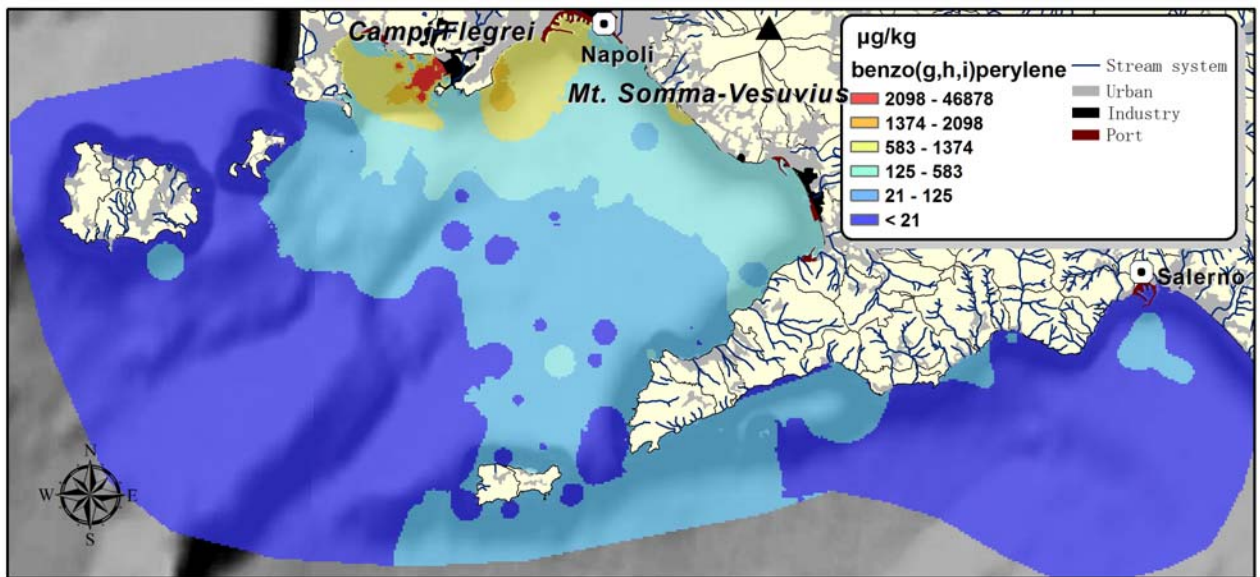 Campi Flegrei
Napoli
Mt. Somma-Vesuvius
µg/kg
benzo(g,h,i)perylene
2098 - 46878
1374 - 2098
583 - 1374
125 - 583
21 - 125
< 21
Stream system
Urban
Industry
Port
Salerno
N
W E
S